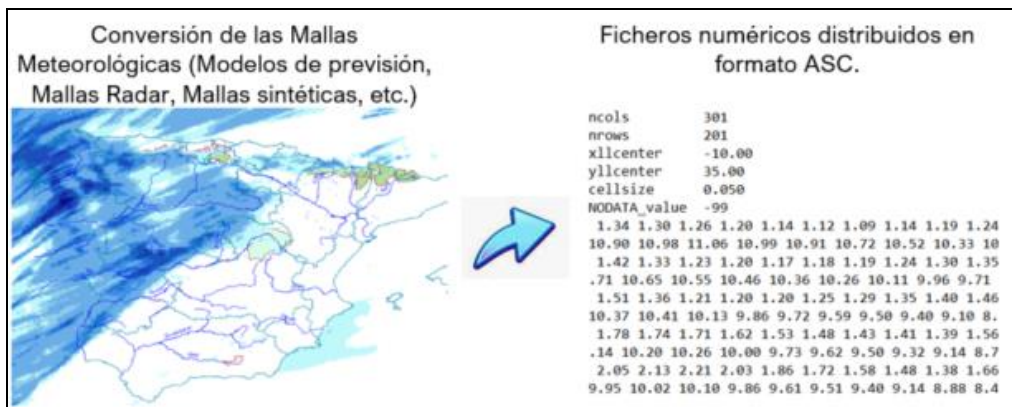 Conversión de las Mallas
Meteorológicas (Modelos de previsión,
Mallas Radar, Mallas sintéticas, etc.)
Ficheros numéricos distribuidos en
formato ASC.
ncols 301
nrows 201
xllcenter -10.00
yllcenter 35.00
cellsize 0.050
NODATA_value -99
1.34 1.30 1.26 1.20 1.14 1.12 1.09 1.14 1.19 1.24
10.90 10.98 11.06 10.99 10.91 10.72 10.52 10.33 10
1.42 1.33 1.23 1.20 1.17 1.18 1.19 1.24 1.30 1.35
.71 10.65 10.55 10.46 10.36 10.26 10.11 9.96 9.71
1.51 1.36 1.21 1.20 1.20 1.25 1.29 1.35 1.40 1.46
10.37 10.41 10.13 9.86 9.72 9.59 9.50 9.40 9.10 8.
1.78 1.74 1.71 1.62 1.53 1.48 1.43 1.41 1.39 1.56
.14 10.20 10.26 10.00 9.73 9.62 9.50 9.32 9.14 8.7
2.05 2.13 2.21 2.03 1.86 1.72 1.58 1.48 1.38 1.66
9.95 10.02 10.10 9.86 9.61 9.51 9.40 9.14 8.88 8.4